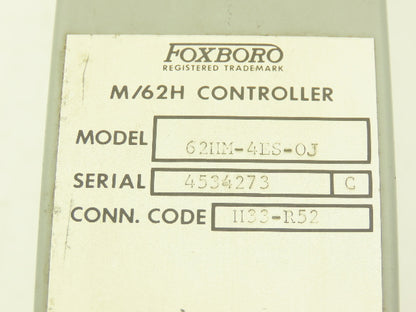 FOXBORO
REGISTERED TRADEMARK
M/62H CONTROLLER
MODEL 62HM-4ES-OJ
SERIAL 4534273 C
CONN. CODE H33-R52